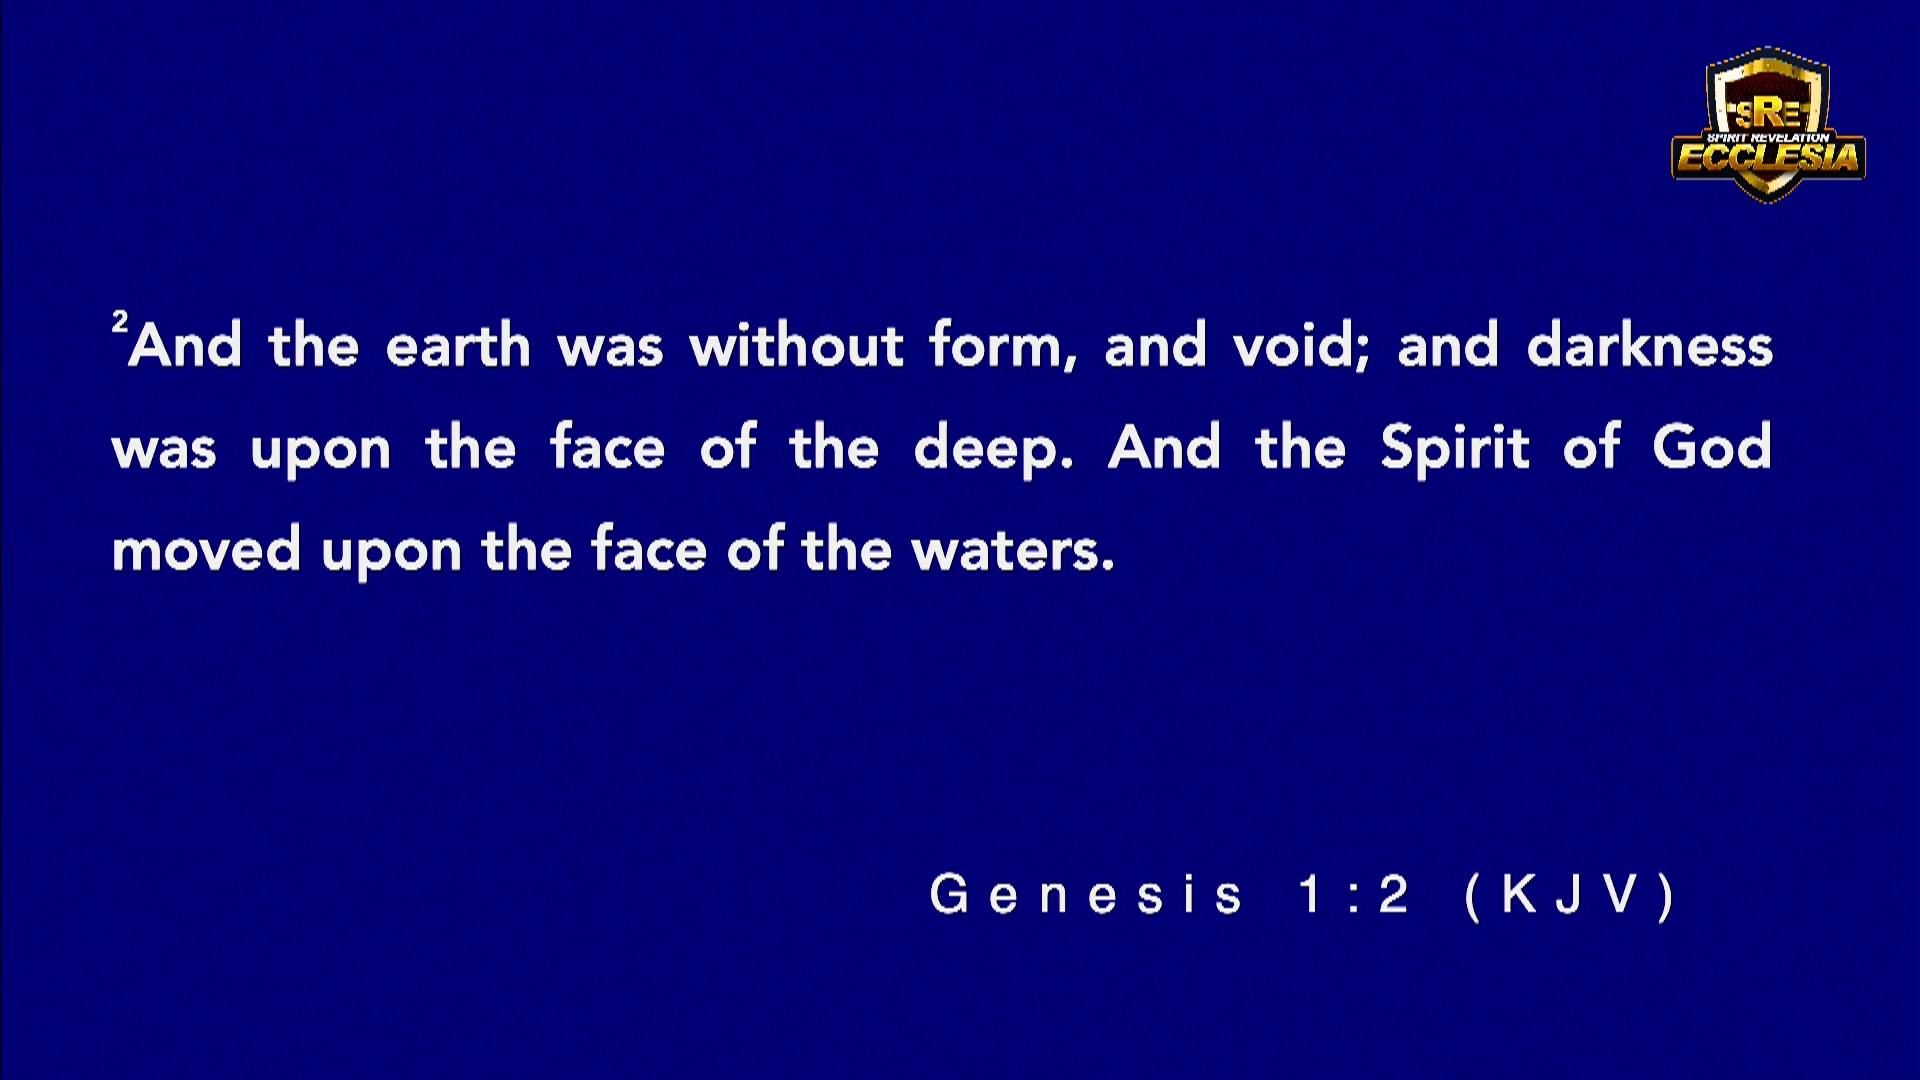 SRE
SPIRIT REVELATION
ECCLESIA
²And the earth was without form, and void; and darkness
was upon the face of the deep. And the Spirit of God
moved upon the face of the waters.
Genesis 1:2 (KJV)